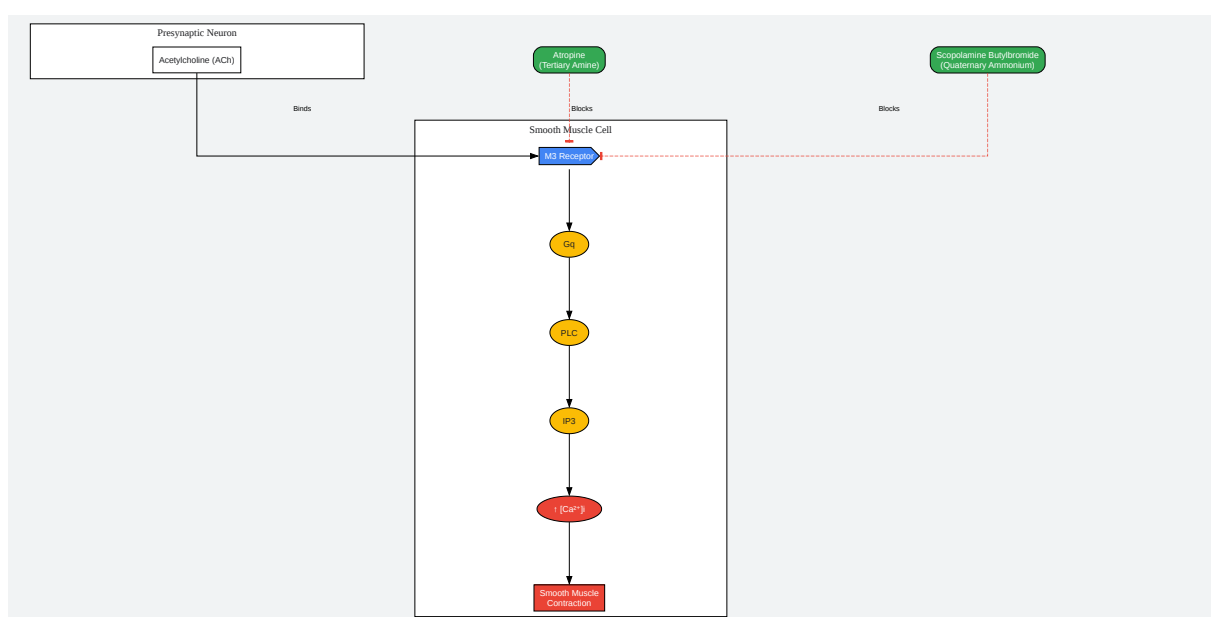 Presynaptic Neuron
Acetylcholine (ACh)
Atropine
(Tertiary Amine)
Scopolamine Butylbromide
(Quaternary Ammonium)
Binds
Blocks
Blocks
Smooth Muscle Cell
M3 Receptor
Gq
PLC
IP3
↑ [Ca²⁺]i
Smooth Muscle
Contraction